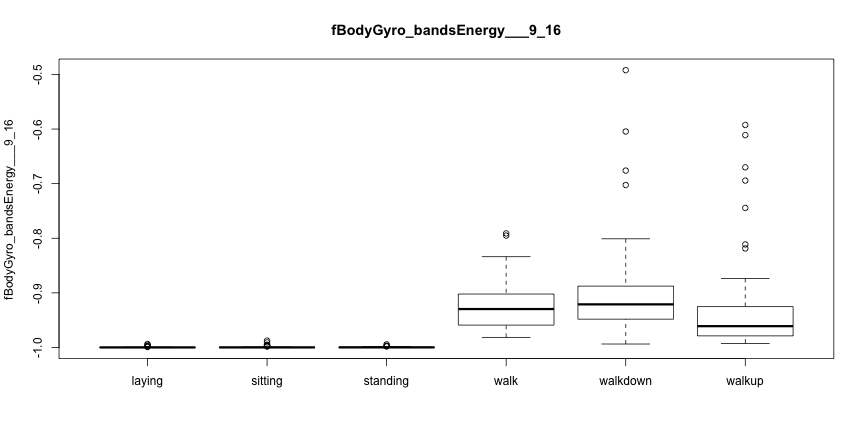 fBodyGyro_bandsEnergy___9_16
fBodyGyro_bandsEnergy___9_16
-0.5
-0.6
-0.7
-0.8
-0.9
-1.0
laying sitting standing walk walkdown walkup